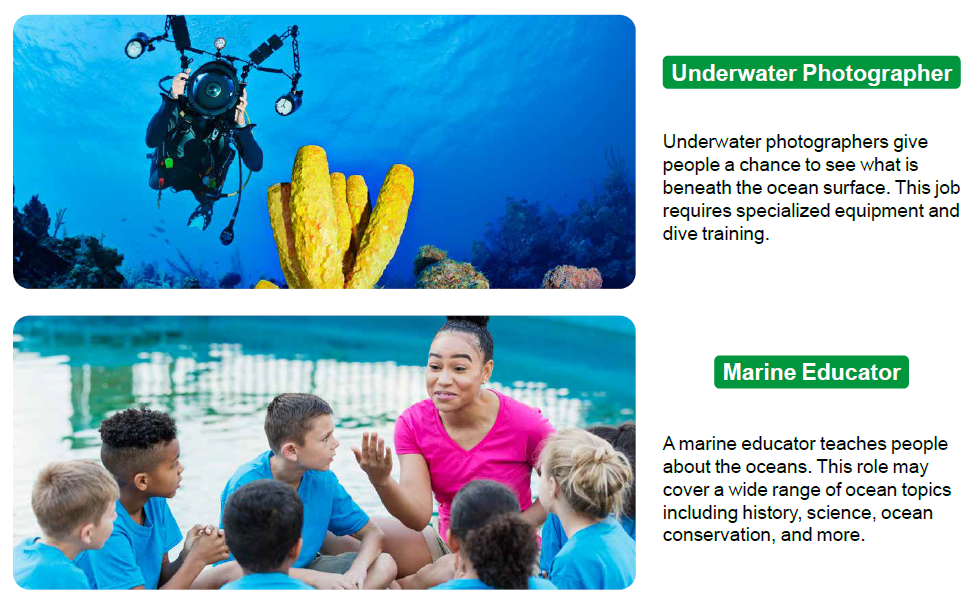 Underwater Photographer
Underwater photographers give
people a chance to see what is
beneath the ocean surface. This job
requires specialized equipment and
dive training.
Marine Educator
A marine educator teaches people
about the oceans. This role may
cover a wide range of ocean topics
including history, science, ocean
conservation, and more.